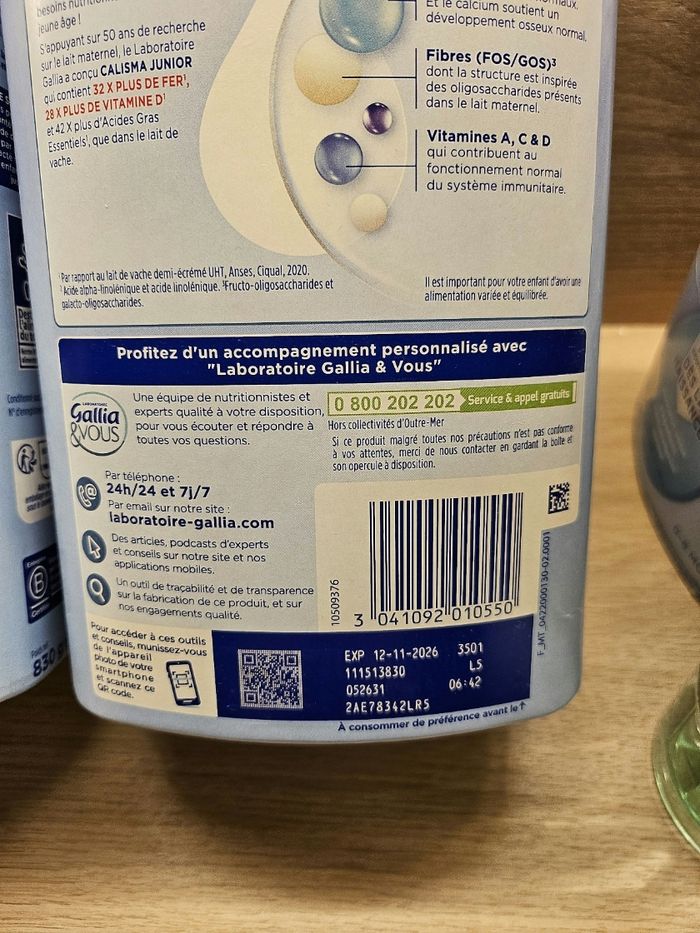 besoins nutrition
jeune âge !
S'appuyant sur 50 ans de recherche
sur le lait maternel, le Laboratoire
Gallia a conçu CALISMA JUNIOR
qui contient 32 X PLUS DE FER¹,
28 X PLUS DE VITAMINE D¹
et 42 X plus d'Acides Gras
Essentiels², que dans le lait de
vache.
Et le calcium soutient un
développement osseux normal.
Fibres (FOS/GOS)³
dont la structure est inspirée
des oligosaccharides présents
dans le lait maternel.
Vitamines A, C & D
qui contribuent au
fonctionnement normal
du système immunitaire.
¹Par rapport au lait de vache demi-écrémé UHT, Anses, Ciqual, 2020.
²Acide alpha-linolénique et acide linolénique. ³Fructo-oligosaccharides et
galacto-oligosaccharides.
Il est important pour votre enfant d'avoir une
alimentation variée et équilibrée.
Profitez d'un accompagnement personnalisé avec
"Laboratoire Gallia & Vous"
LABORATOIRE
Gallia
&VOUS
Une équipe de nutritionnistes et
experts qualité à votre disposition,
pour vous écouter et répondre à
toutes vos questions.
0 800 202 202 Service & appel gratuits
Hors collectivités d'Outre-Mer
Si ce produit malgré toutes nos précautions n'est pas conforme
à vos attentes, merci de nous contacter en gardant la boîte et
son opercule à disposition.
Par téléphone :
24h/24 et 7j/7
Par email sur notre site :
laboratoire-gallia.com
Des articles, podcasts d'experts
et conseils sur notre site et nos
applications mobiles.
Un outil de traçabilité et de transparence
sur la fabrication de ce produit, et sur
nos engagements qualité.
Pour accéder à ces outils
et conseils, munissez-vous
de l'appareil
photo de votre
smartphone
et scannez ce
QR code.
10509376
3 041092 010550
F_MT_0422000130-02.0001
EXP 12-11-2026 3501
111513830 L5
052631 06:42
2AE78342LR5
À consommer de préférence avant le
B
830 g